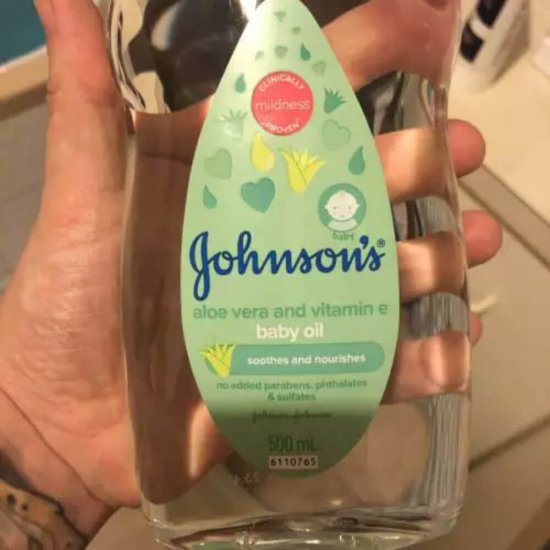 CLINICALLY
mildness
PROVEN
Baby
Johnson's®
aloe vera and vitamin e
baby oil
soothes and nourishes
no added parabens, phthalates
& sulfates
Johnson & Johnson
500 mL
6110765